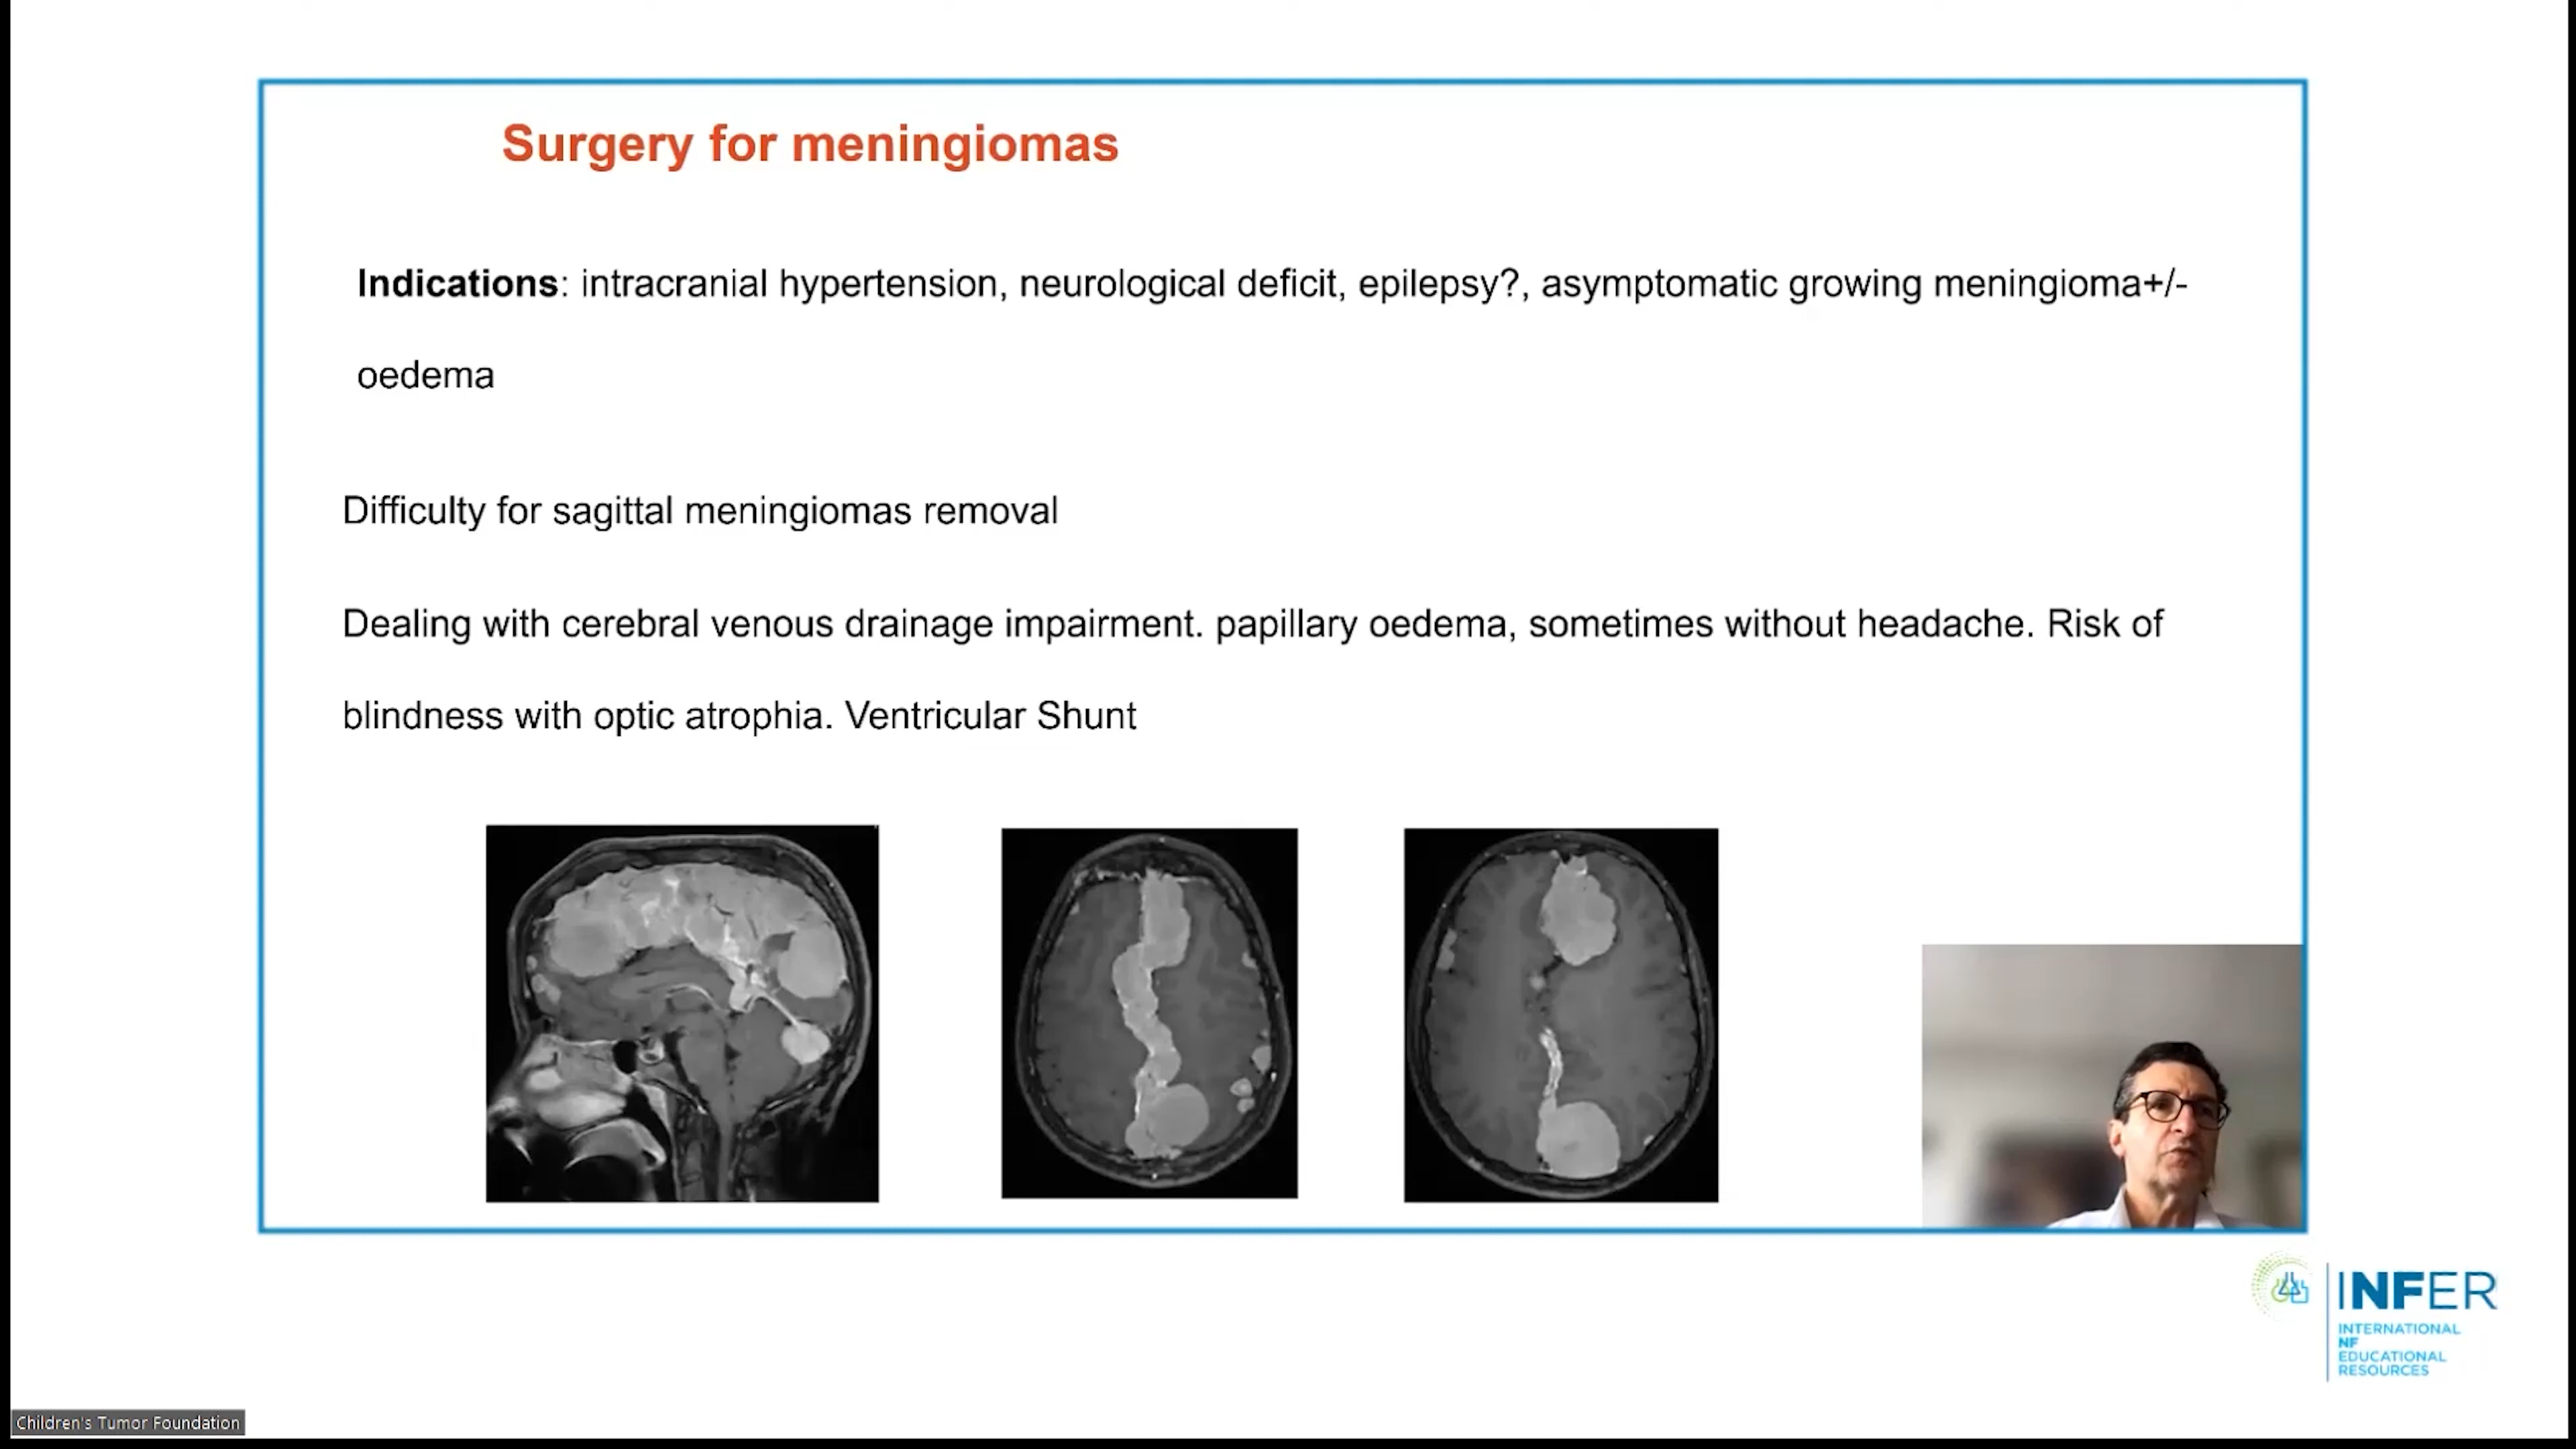 Surgery for meningiomas
Indications: intracranial hypertension, neurological deficit, epilepsy?, asymptomatic growing meningioma+/-
oedema
Difficulty for sagittal meningiomas removal
Dealing with cerebral venous drainage impairment. papillary oedema, sometimes without headache. Risk of
blindness with optic atrophia. Ventricular Shunt
INFER
INTERNATIONAL
NF
EDUCATIONAL
RESOURCES
Children's Tumor Foundation